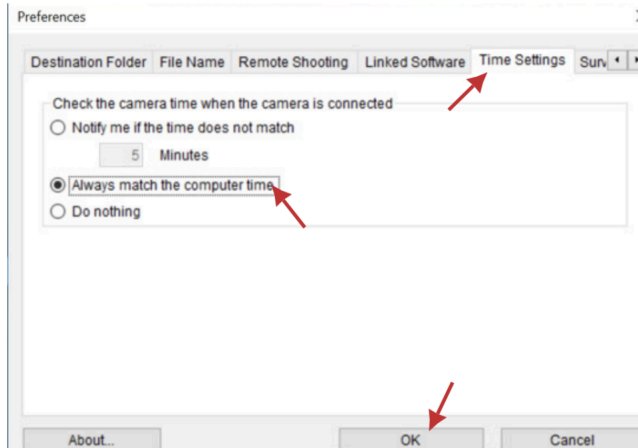 Preferences
Destination Folder File Name Remote Shooting Linked Software Time Settings Surv
Check the camera time when the camera is connected
Notify me if the time does not match
5 Minutes
Always match the computer time
Do nothing
About... OK Cancel